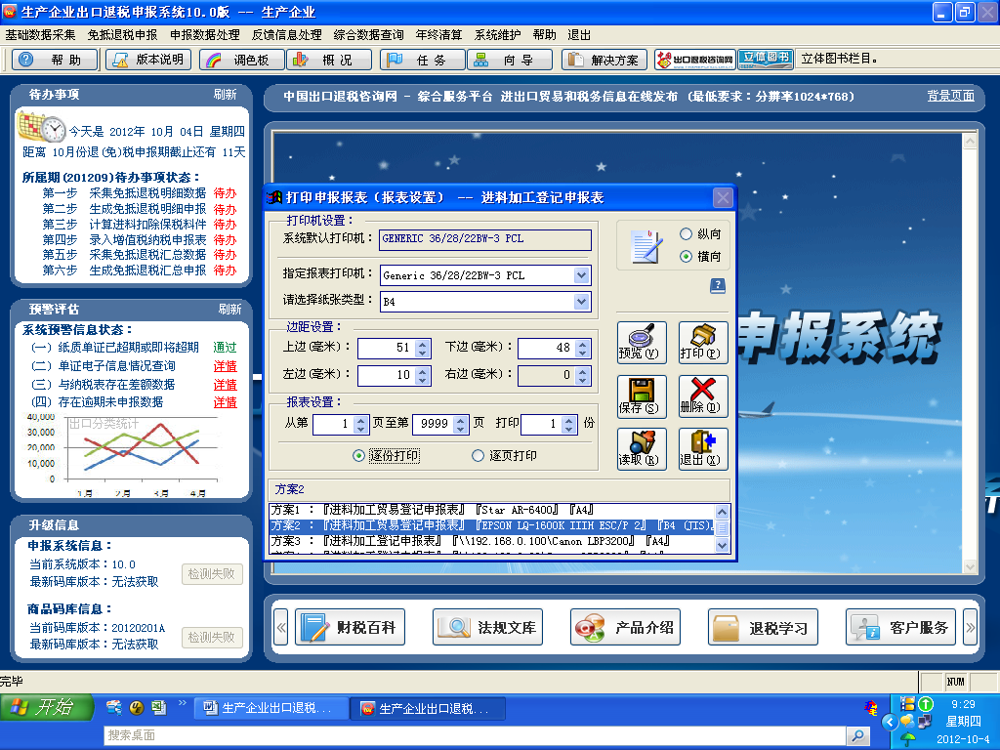 生产企业出口退税申报系统10.0版 -- 生产企业
基础数据采集 免抵退税申报 申报数据处理 反馈信息处理 综合数据查询 年终清算 系统维护 帮助 退出
帮 助 版本说明 调色板 概 况 任 务 向 导 解决方案 出口退税咨询网 立体图书 立体图书栏目。
待办事项 刷新
今天是 2012年 10月 04日 星期四
距离 10月份退(免)税申报期截止还有 11天
所属期(201209)待办事项状态：
第一步 采集免抵退税明细数据 待办
第二步 生成免抵退税明细申报 待办
第三步 计算进料扣除保税料件 待办
第四步 录入增值税纳税申报表 待办
第五步 采集免抵退税汇总数据 待办
第六步 生成免抵退税汇总申报 待办
预警评估 刷新
系统预警信息状态：
(一) 纸质单证已超期或即将超期 通过
(二) 单证电子信息情况查询 详情
(三) 与纳税表存在差额数据 详情
(四) 存在逾期未申报数据 详情
出口分类统计
40,000
30,000
20,000
10,000
0
1月 2月 3月 4月
升级信息
申报系统信息：
当前系统版本：10.0
最新码库版本：无法获取
检测失败
商品码库信息：
当前码库版本：20120201A
最新码库版本：无法获取
检测失败
中国出口退税咨询网 - 综合服务平台 进出口贸易和税务信息在线发布 (最低要求：分辨率1024*768)
背景页面
申报系统
打印申报报表（报表设置） -- 进料加工登记申报表
打印机设置：
系统默认打印机： GENERIC 36/28/22BW-3 PCL
指定报表打印机： Generic 36/28/22BW-3 PCL
请选择纸张类型： B4
纵向
横向
边距设置：
上边(毫米)： 51 下边(毫米)： 48
左边(毫米)： 10 右边(毫米)： 0
报表设置：
从第 1 页至第 9999 页 打印 1 份
逐份打印 逐页打印
预览(V) 打印(P)
保存(S) 删除(D)
读取(R) 退出(X)
方案2
方案1 ：『进料加工贸易登记申报表』『Star AR-6400』『A4』
方案2 ：『进料加工贸易登记申报表』『EPSON LQ-1600K IIIH ESC/P 2』『B4 (JIS)
方案3 ：『进料加工登记申报表』『\\192.168.0.100\Canon LBP3200』『A4』
财税百科 法规文库 产品介绍 退税学习 客户服务
完毕
NUM
开始
生产企业出口退税...
生产企业出口退税...
搜索桌面
9:29
星期四
2012-10-4